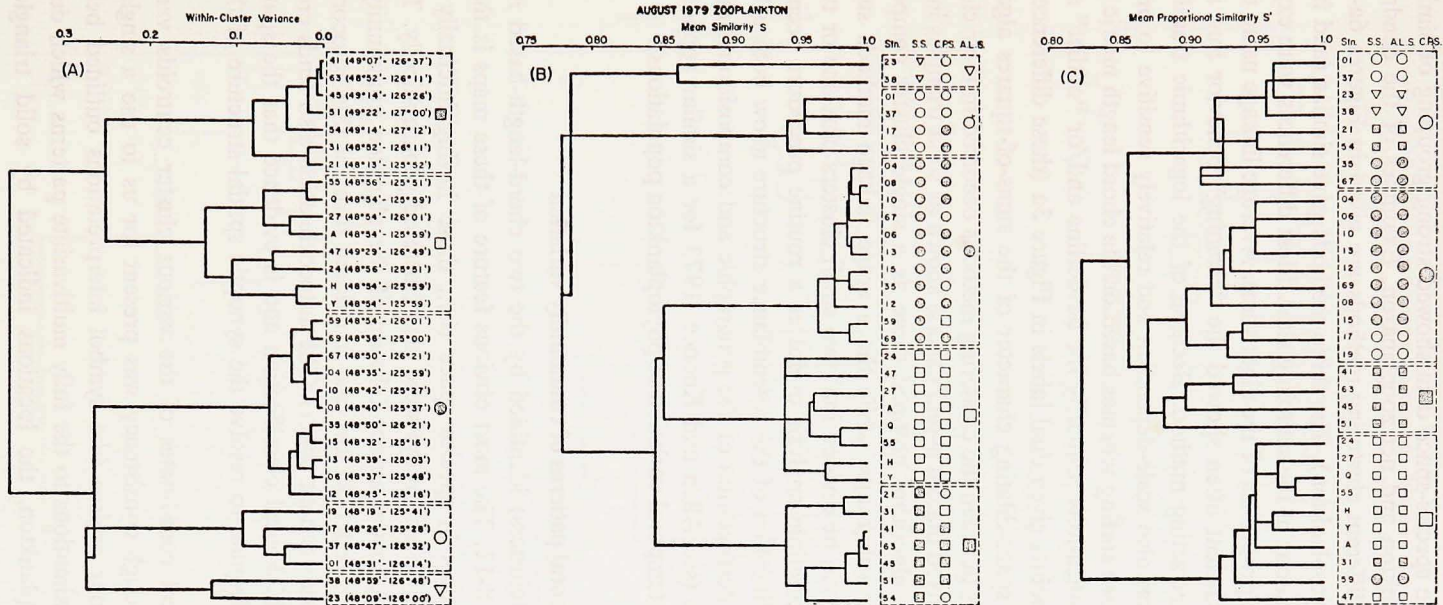 AUGUST 1979 ZOOPLANKTON
Within-Cluster Variance
0.3 0.2 0.1 0.0
(A)
41 (49°07'- 126°37')
63 (48°52'- 126°11')
45 (49°14'- 126°26')
51 (49°22'- 127°00')
54 (49°14'- 127°12')
31 (48°52'- 126°11')
21 (48°13'- 125°52')
55 (48°56'- 125°51')
Q (48°54'- 125°59')
27 (48°54'- 126°01')
A (48°54'- 125°59')
47 (49°29'- 126°49')
24 (48°56'- 125°51')
H (48°54'- 125°59')
Y (48°54'- 125°59')
59 (48°54'- 126°01')
69 (48°36'- 125°00')
67 (48°50'- 126°21')
04 (48°35'- 125°59')
10 (48°42'- 126°27')
08 (48°40'- 125°37')
35 (48°50'- 126°21')
15 (48°32'- 125°16')
13 (48°39'- 125°03')
06 (48°37'- 125°48')
12 (48°45'- 125°16')
19 (48°19'- 125°41')
17 (48°26'- 125°28')
37 (48°47'- 126°32')
01 (48°31'- 126°14')
38 (48°59'- 126°48')
23 (48°09'- 126°00')
Mean Similarity S
0.75 0.85 0.90 0.95 1.0
(B)
Stn. S.S. C.P.S. A.L.S.
23
38
01
37
17
19
04
08
10
67
06
13
15
35
12
59
69
24
47
27
A
Q
55
H
Y
21
31
41
63
45
51
54
Mean Proportional Similarity S'
0.80 0.85 0.90 0.95 1.0
(C)
Stn. S.S. A.L.S. C.P.S.
01
37
23
38
21
54
35
67
04
06
10
13
12
69
08
15
17
19
41
63
45
51
24
27
Q
55
H
Y
A
31
59
47